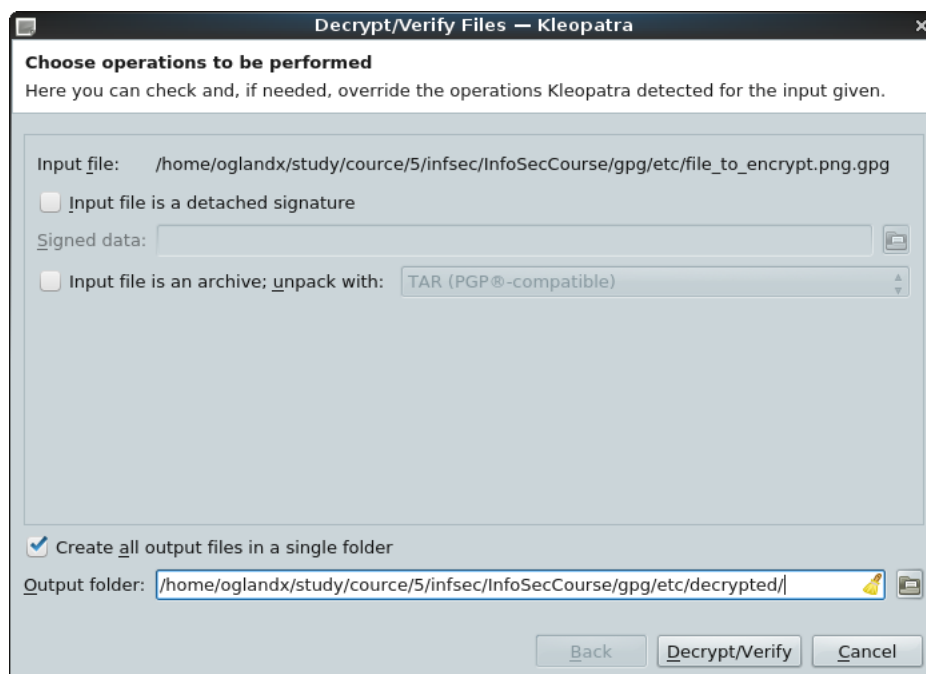 Decrypt/Verify Files — Kleopatra
Choose operations to be performed
Here you can check and, if needed, override the operations Kleopatra detected for the input given.
Input file: /home/oglandx/study/cource/5/infsec/InfoSecCourse/gpg/etc/file_to_encrypt.png.gpg
Input file is a detached signature
Signed data:
Input file is an archive; unpack with: TAR (PGP®-compatible)
Create all output files in a single folder
Output folder: /home/oglandx/study/cource/5/infsec/InfoSecCourse/gpg/etc/decrypted/
Back Decrypt/Verify Cancel